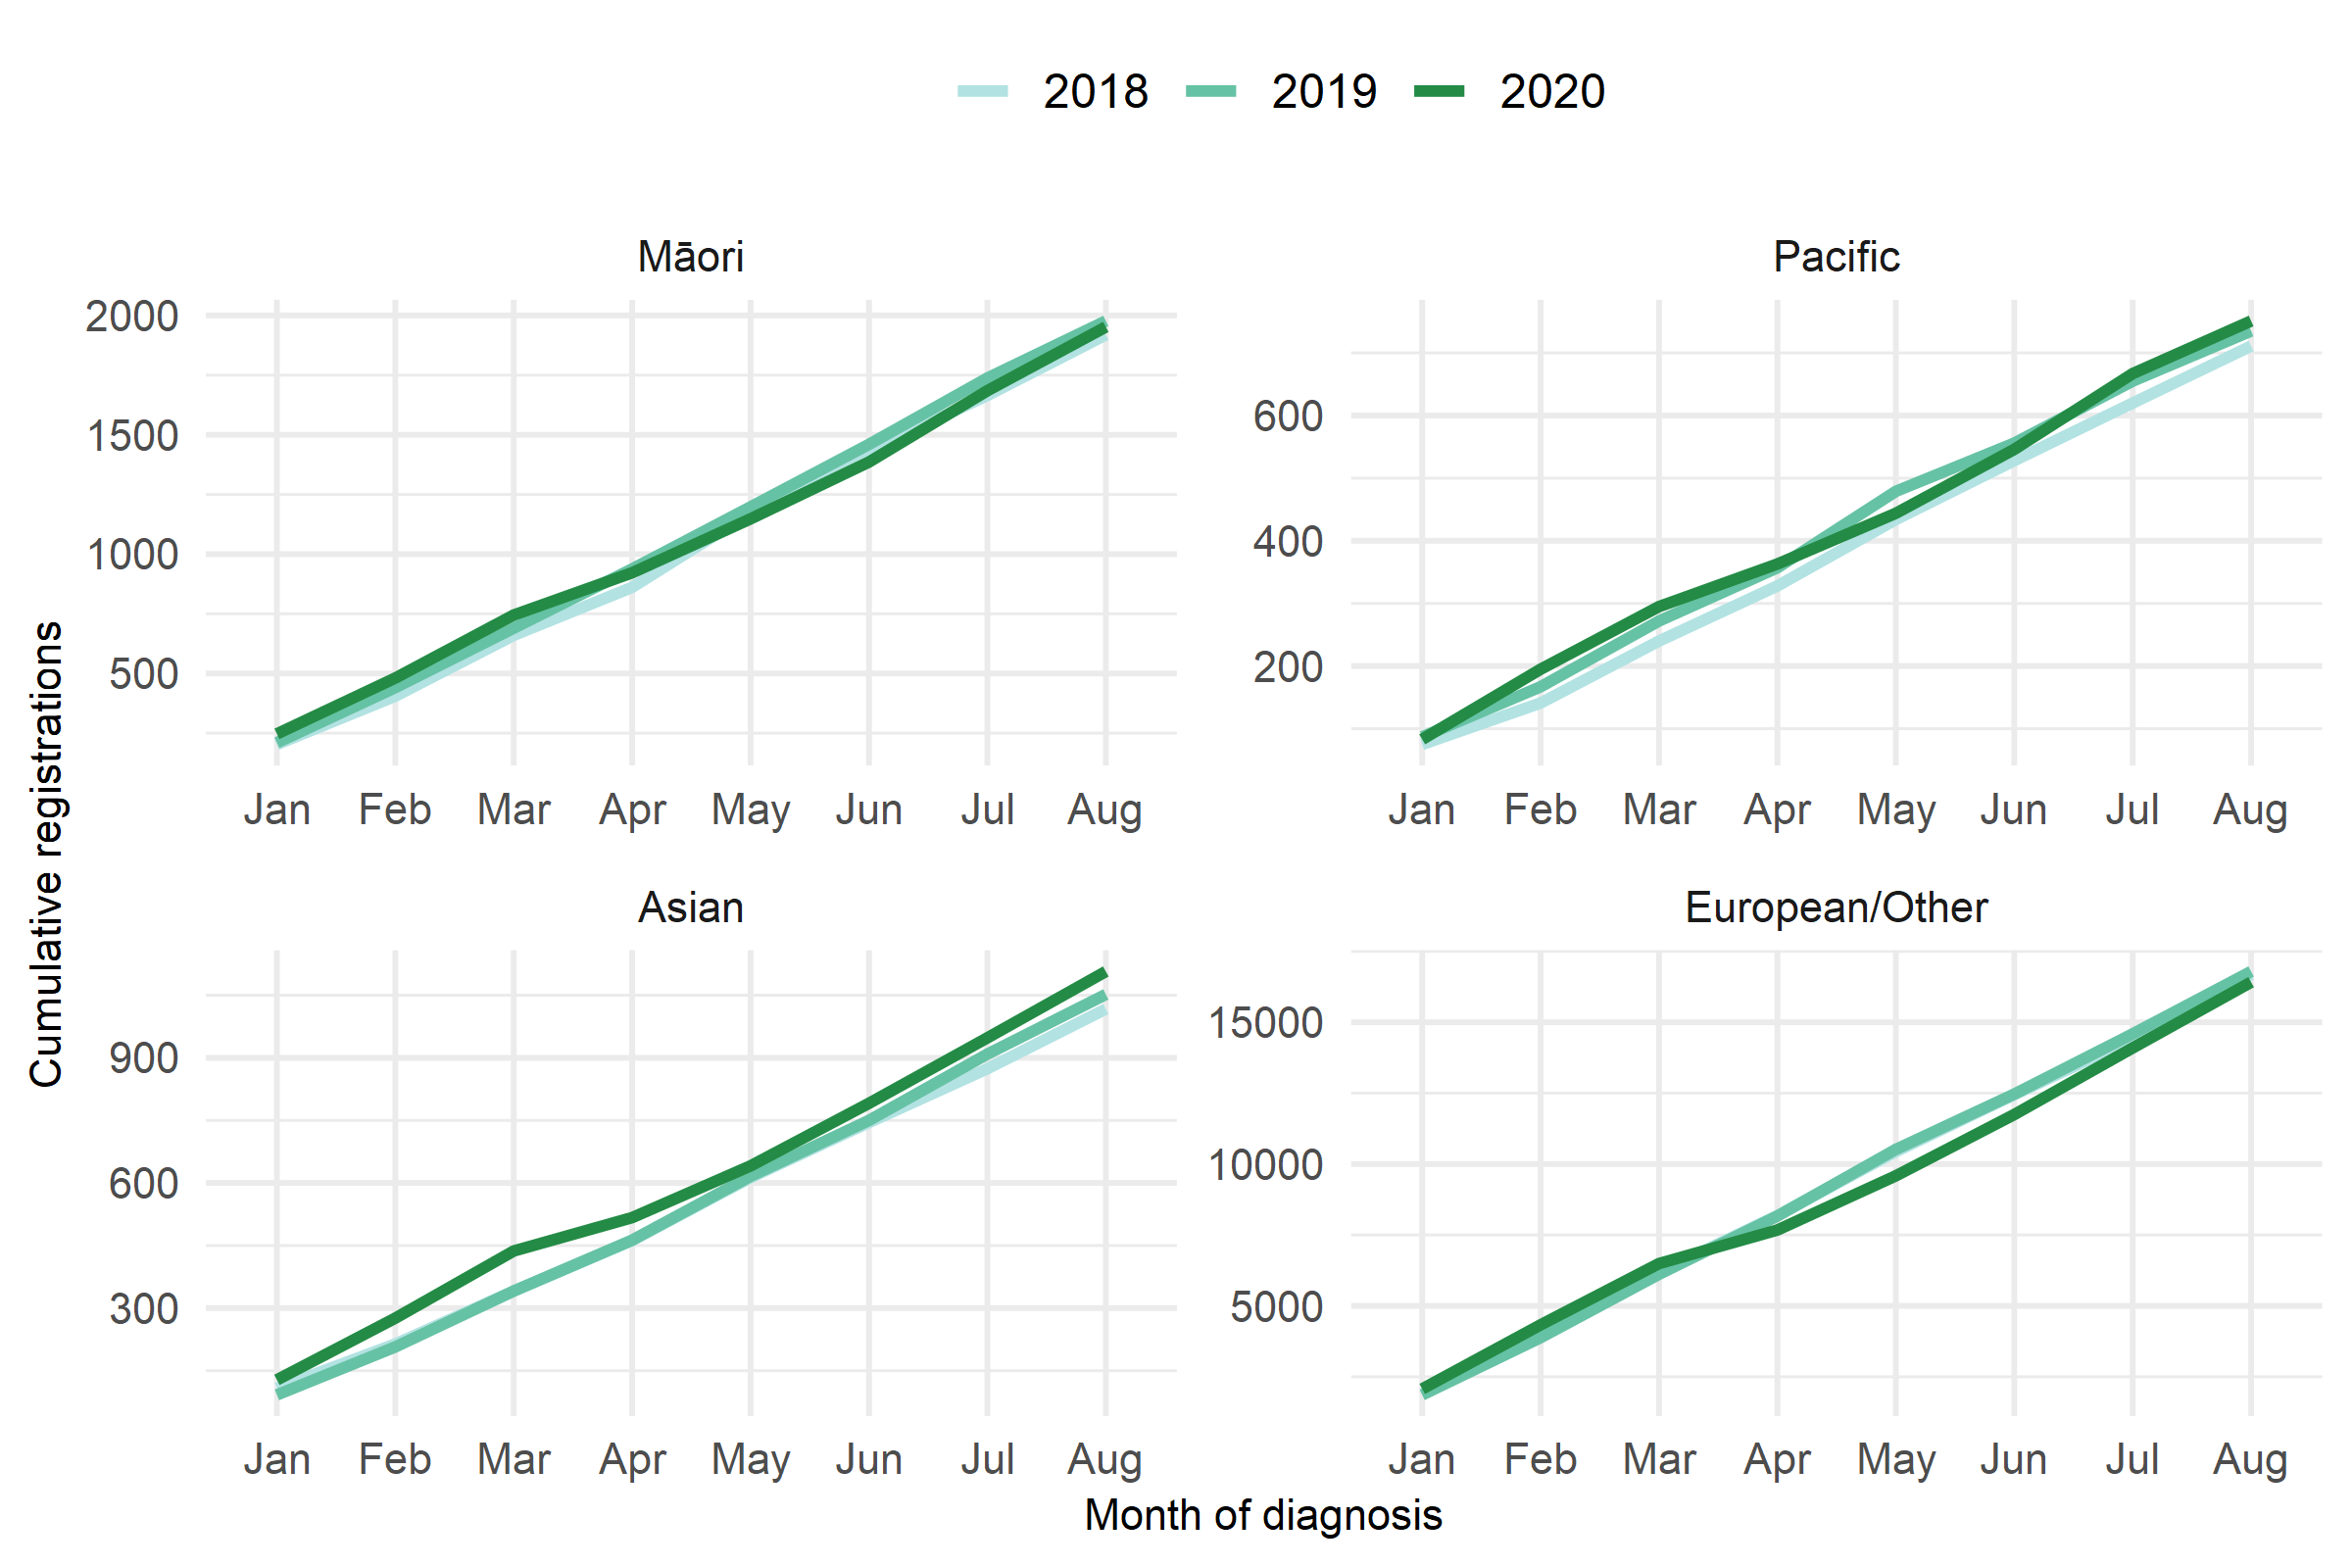 2018 2019 2020
Māori
Pacific
2000
1500
1000
500
Jan Feb Mar Apr May Jun Jul Aug
600
400
200
Jan Feb Mar Apr May Jun Jul Aug
Cumulative registrations
Asian
European/Other
900
600
300
Jan Feb Mar Apr May Jun Jul Aug
15000
10000
5000
Jan Feb Mar Apr May Jun Jul Aug
Month of diagnosis